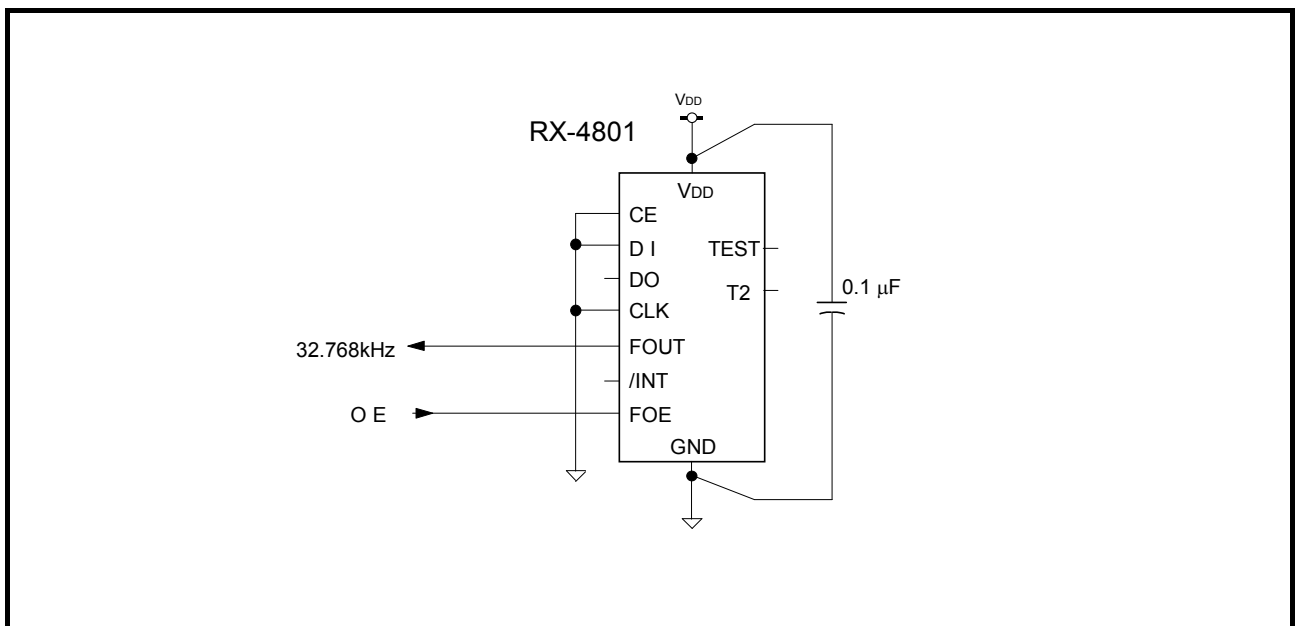 VDD
RX-4801
VDD
CE
D I
TEST
DO
T2
0.1 μF
CLK
32.768kHz
FOUT
/INT
O E
FOE
GND